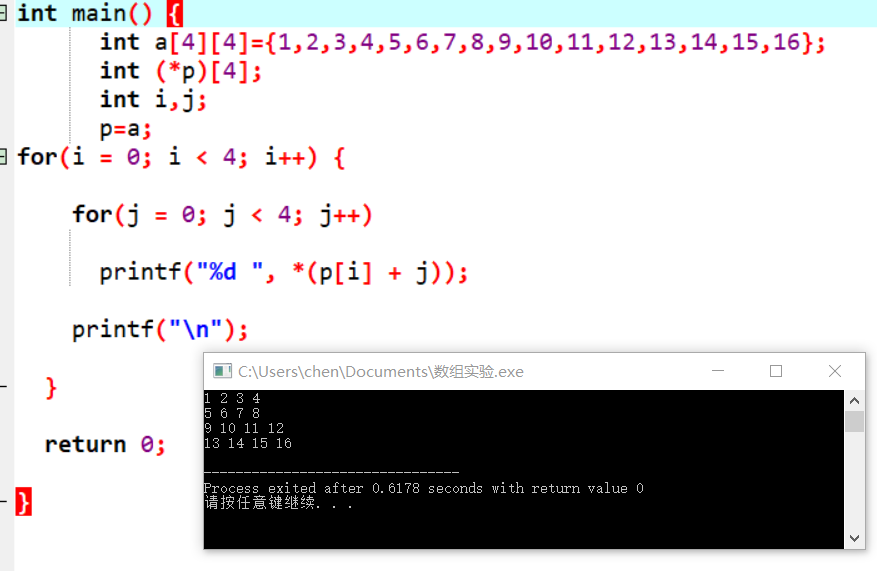 int main() {
int a[4][4]={1,2,3,4,5,6,7,8,9,10,11,12,13,14,15,16};
int (*p)[4];
int i,j;
p=a;
for(i = 0; i < 4; i++) {
for(j = 0; j < 4; j++)
printf("%d ", *(p[i] + j));
printf("\n");
}
return 0;
}
C:\Users\chen\Documents\数组实验.exe
1 2 3 4
5 6 7 8
9 10 11 12
13 14 15 16
--------------------------------
Process exited after 0.6178 seconds with return value 0
请按任意键继续. . .